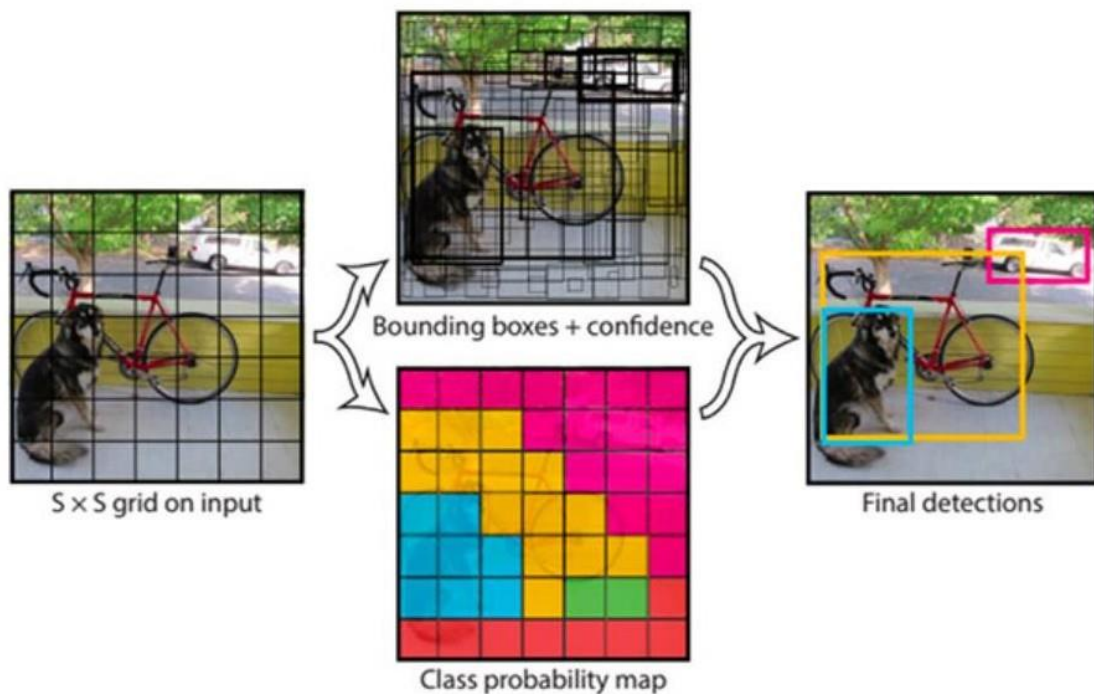 Bounding boxes + confidence
S × S grid on input
Final detections
Class probability map